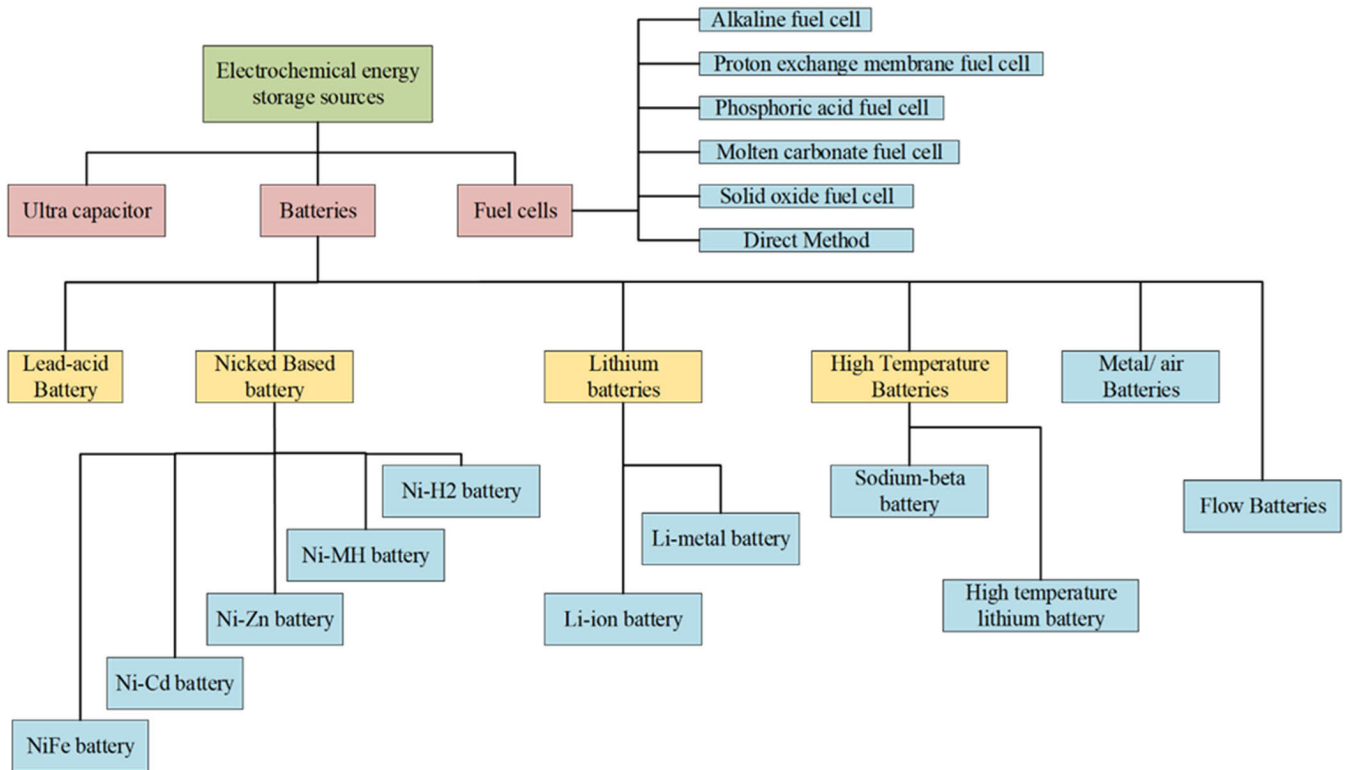 Alkaline fuel cell
Electrochemical energy
storage sources
Proton exchange membrane fuel cell
Phosphoric acid fuel cell
Molten carbonate fuel cell
Ultra capacitor
Batteries
Fuel cells
Solid oxide fuel cell
Direct Method
Lead-acid
Battery
Nicked Based
battery
Lithium
batteries
High Temperature
Batteries
Metal/ air
Batteries
Ni-H2 battery
Sodium-beta
battery
Flow Batteries
Li-metal battery
Ni-MH battery
Ni-Zn battery
Li-ion battery
High temperature
lithium battery
Ni-Cd battery
NiFe battery